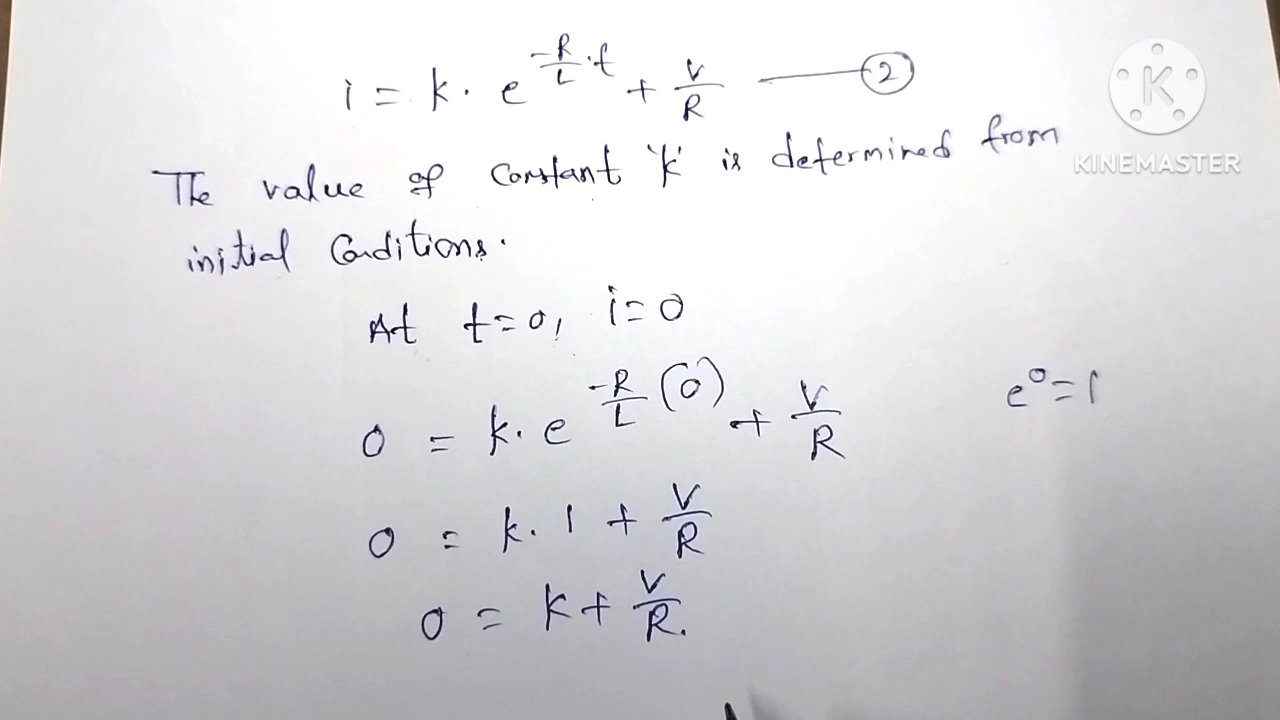 i = k · e^{-R/L · t} + V/R —— ②
The value of constant 'k' is determined from
initial conditions.
At t=0, i=0
0 = k · e^{-R/L (0)} + V/R
e⁰ = 1
0 = k · 1 + V/R
0 = k + V/R.
K
KINEMASTER